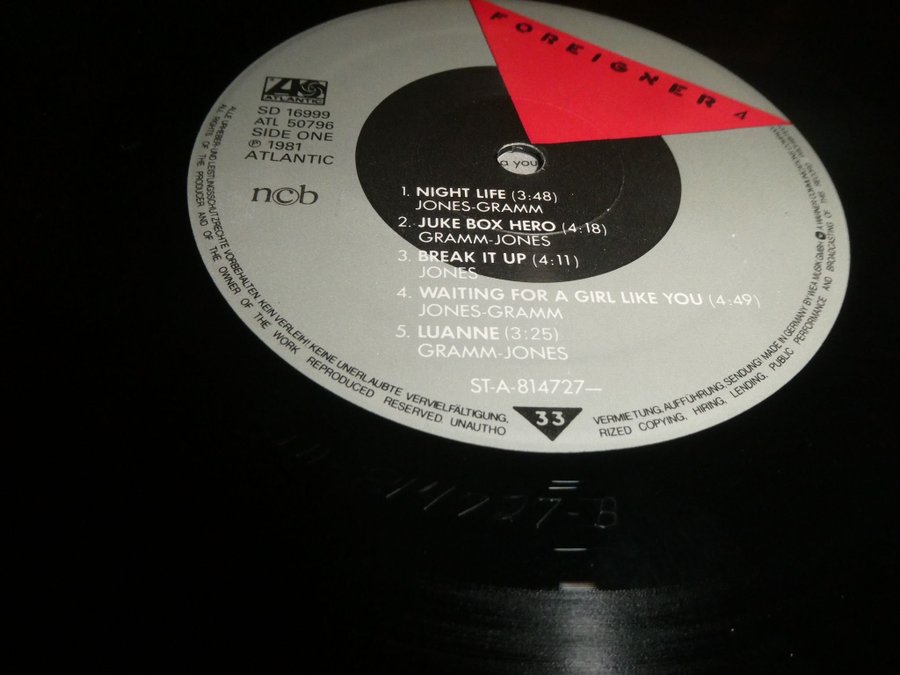 FOREIGNER 4
ATLANTIC
SD 16999
ATL 50796
SIDE ONE
℗ 1981
ATLANTIC
n©b
a you
1. NIGHT LIFE (3:48)
JONES-GRAMM
2. JUKE BOX HERO (4:18)
GRAMM-JONES
3. BREAK IT UP (4:11)
JONES
4. WAITING FOR A GIRL LIKE YOU (4:49)
JONES-GRAMM
5. LUANNE (3:25)
GRAMM-JONES
ST-A-814727—
33
ALLE URHEBER- UND LEISTUNGSSCHUTZRECHTE VORBEHALTEN. KEIN VERLEIH! KEINE UNERLAUBTE VERVIELFÄLTIGUNG, VERMIETUNG, AUFFÜHRUNG, SENDUNG! MADE IN GERMANY BY WEA MUSIK GMBH
ALL RIGHTS OF THE PRODUCER AND OF THE OWNER OF THE WORK REPRODUCED RESERVED. UNAUTHORIZED COPYING, HIRING, LENDING, PUBLIC PERFORMANCE AND BROADCASTING OF THIS
14727-B